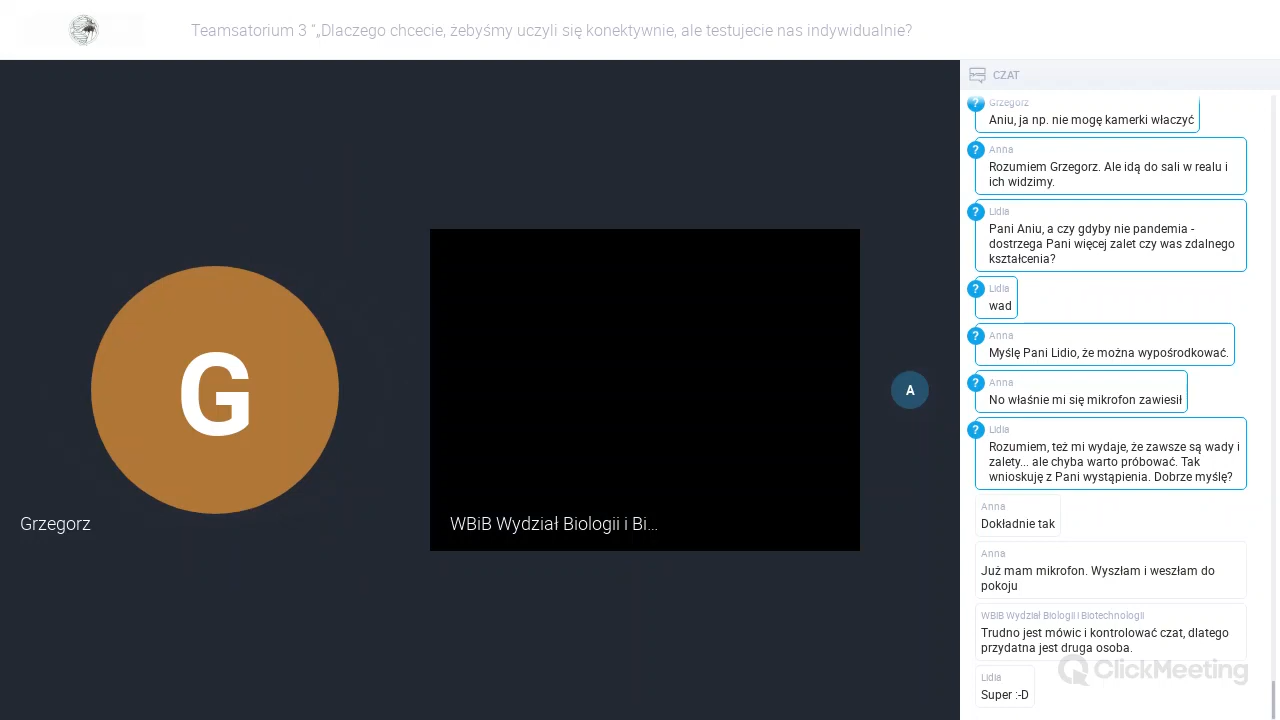 Teamsatorium 3 “„Dlaczego chcecie, żebyśmy uczyli się konektywnie, ale testujecie nas indywidualnie?
CZAT
? Grzegorz
Aniu, ja np. nie mogę kamerki właczyć
? Anna
Rozumiem Grzegorz. Ale idą do sali w realu i
ich widzimy.
? Lidia
Pani Aniu, a czy gdyby nie pandemia -
dostrzega Pani więcej zalet czy was zdalnego
kształcenia?
? Lidia
wad
? Anna
Myślę Pani Lidio, że można wypośrodkować.
? Anna
No właśnie mi się mikrofon zawiesił
? Lidia
Rozumiem, też mi wydaje, że zawsze są wady i
zalety... ale chyba warto próbować. Tak
wnioskuję z Pani wystąpienia. Dobrze myślę?
Anna
Dokładnie tak
Anna
Już mam mikrofon. Wyszłam i weszłam do
pokoju
WBiB Wydział Biologii i Biotechnologii
Trudno jest mówic i kontrolować czat, dlatego
przydatna jest druga osoba.
Lidia
Super :-D
ClickMeeting
G
Grzegorz
WBiB Wydział Biologii i Bi...
A